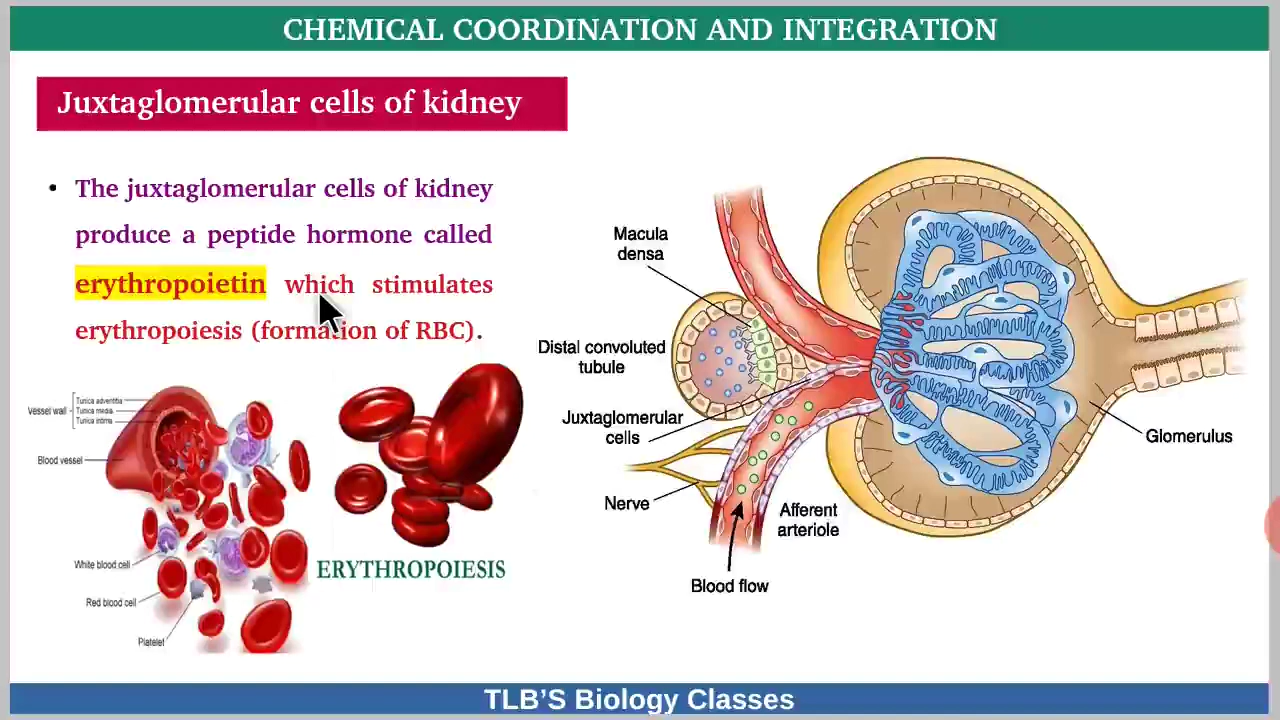 CHEMICAL COORDINATION AND INTEGRATION
Juxtaglomerular cells of kidney
• The juxtaglomerular cells of kidney
produce a peptide hormone called
erythropoietin which stimulates
erythropoiesis (formation of RBC).
Vessel wall
Tunica adventitia
Tunica media
Tunica intima
Blood vessel
White blood cell
Red blood cell
Platelet
ERYTHROPOIESIS
Macula
densa
Distal convoluted
tubule
Juxtaglomerular
cells
Nerve
Afferent
arteriole
Blood flow
Glomerulus
TLB'S Biology Classes